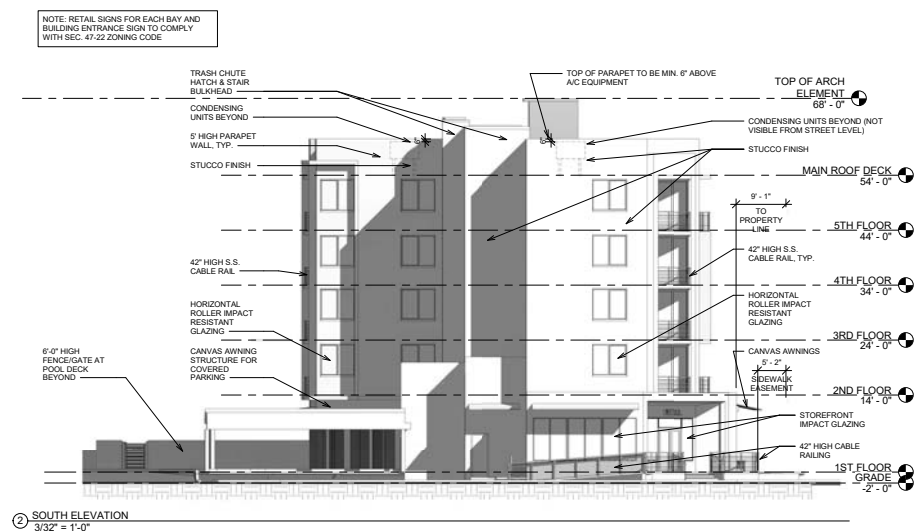 NOTE: RETAIL SIGNS FOR EACH BAY AND
BUILDING ENTRANCE SIGN TO COMPLY
WITH SEC. 47-22 ZONING CODE
TRASH CHUTE
HATCH & STAIR
BULKHEAD
CONDENSING
UNITS BEYOND
5' HIGH PARAPET
WALL, TYP.
STUCCO FINISH
42" HIGH S.S.
CABLE RAIL
HORIZONTAL
ROLLER IMPACT
RESISTANT
GLAZING
6'-0" HIGH
FENCE/GATE AT
POOL DECK
BEYOND
CANVAS AWNING
STRUCTURE FOR
COVERED
PARKING
TOP OF PARAPET TO BE MIN. 6" ABOVE
A/C EQUIPMENT
TOP OF ARCH
ELEMENT
68' - 0"
CONDENSING UNITS BEYOND (NOT
VISIBLE FROM STREET LEVEL)
STUCCO FINISH
MAIN ROOF DECK
54' - 0"
9' - 1"
TO
PROPERTY
LINE
5TH FLOOR
44' - 0"
42" HIGH S.S.
CABLE RAIL, TYP.
4TH FLOOR
34' - 0"
HORIZONTAL
ROLLER IMPACT
RESISTANT
GLAZING
3RD FLOOR
24' - 0"
CANVAS AWNINGS
5' - 2"
SIDEWALK
EASEMENT
2ND FLOOR
14' - 0"
STOREFRONT
IMPACT GLAZING
42" HIGH CABLE
RAILING
1ST FLOOR
GRADE
-2' - 0"
2 SOUTH ELEVATION
3/32" = 1'-0"